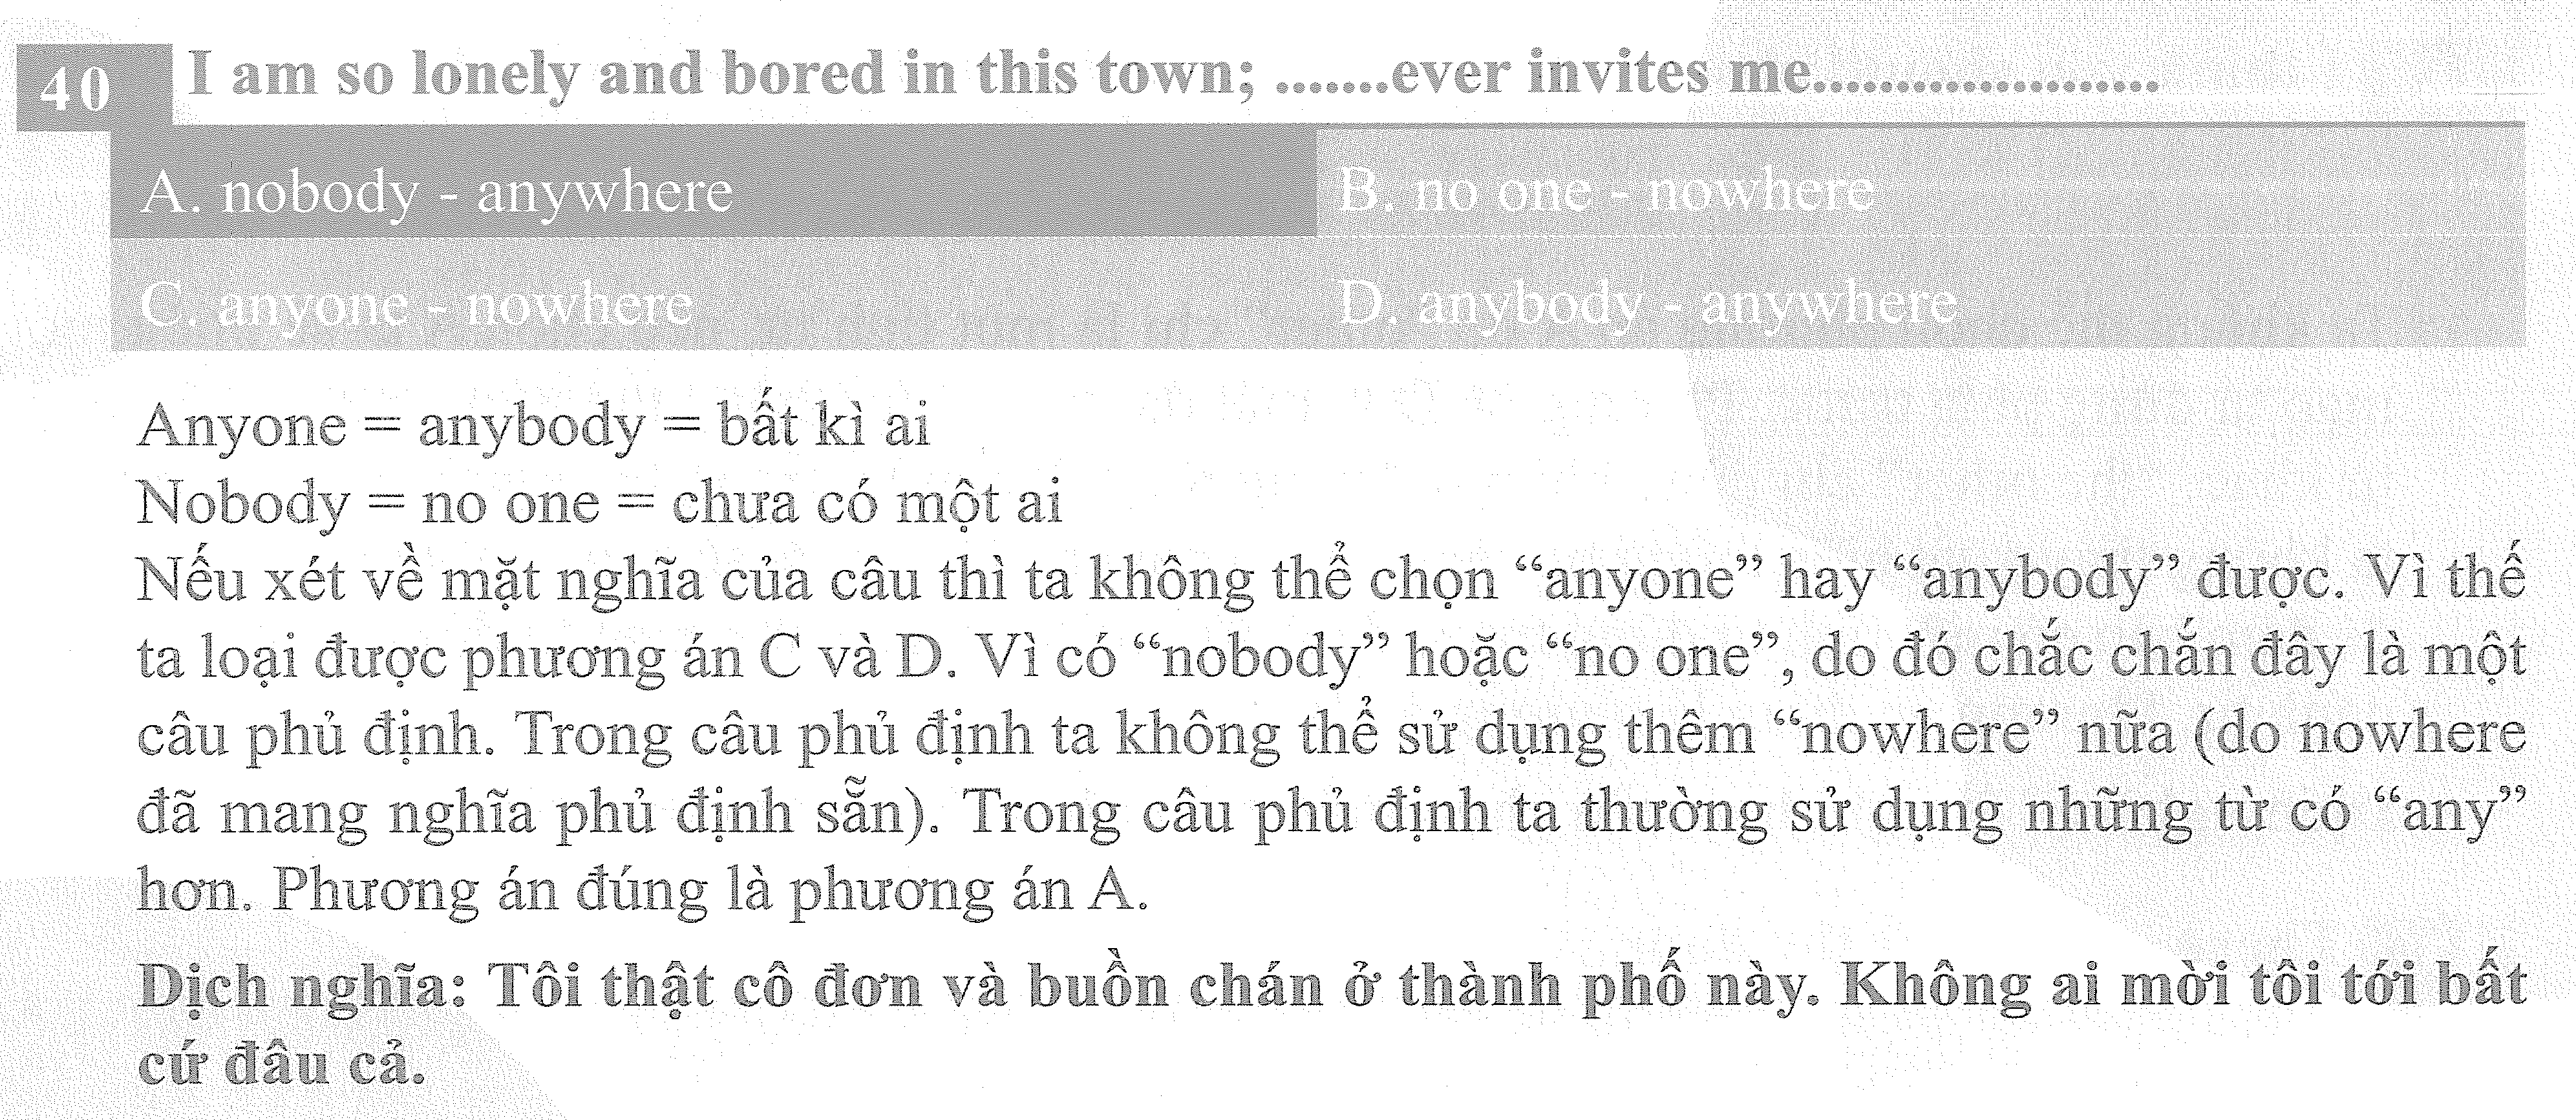 40 I am so lonely and bored in this town; .......ever invites me.....................
A. nobody - anywhere B. no one - nowhere
C. anyone - nowhere D. anybody - anywhere
Anyone = anybody = bất kì ai
Nobody = no one = chưa có một ai
Nếu xét về mặt nghĩa của câu thì ta không thể chọn “anyone” hay “anybody” được. Vì thế
ta loại được phương án C và D. Vì có “nobody” hoặc “no one”, do đó chắc chắn đây là một
câu phủ định. Trong câu phủ định ta không thể sử dụng thêm “nowhere” nữa (do nowhere
đã mang nghĩa phủ định sẵn). Trong câu phủ định ta thường sử dụng những từ có “any”
hơn. Phương án đúng là phương án A.
Dịch nghĩa: Tôi thật cô đơn và buồn chán ở thành phố này. Không ai mời tôi tới bất
cứ đâu cả.